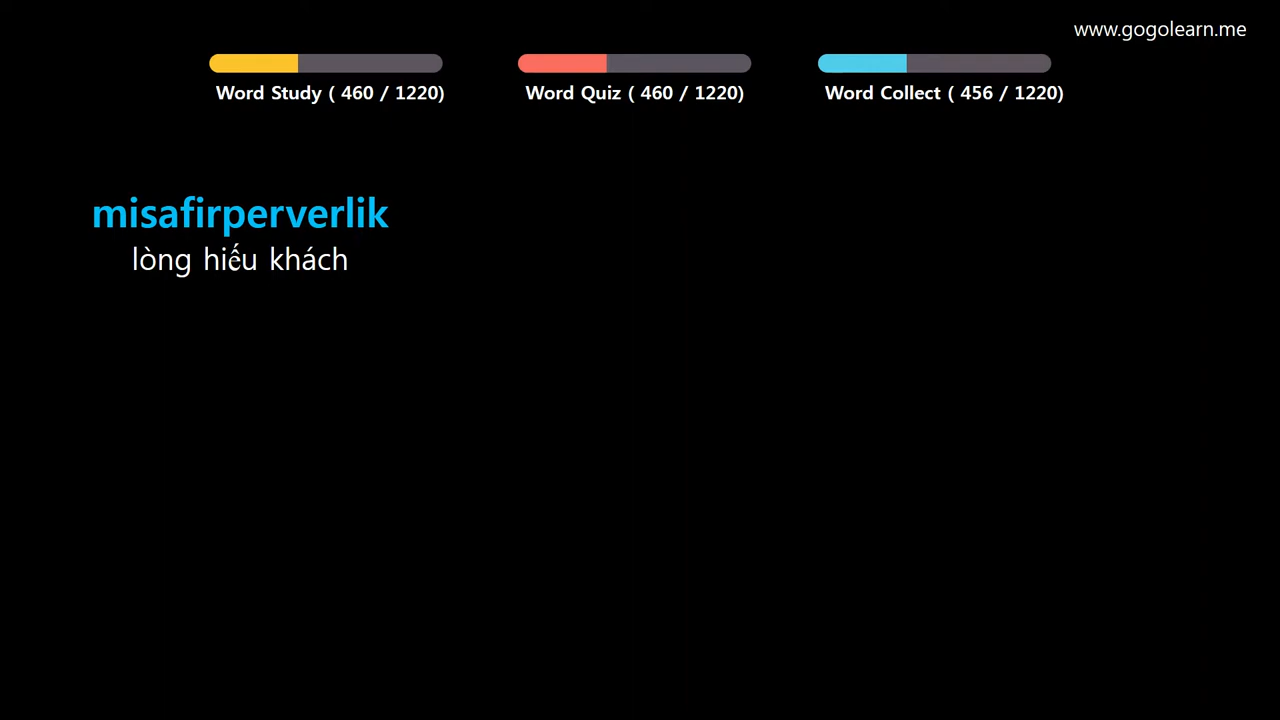 www.gogolearn.me
Word Study ( 460 / 1220)
Word Quiz ( 460 / 1220)
Word Collect ( 456 / 1220)
misafirperverlik
lòng hiếu khách